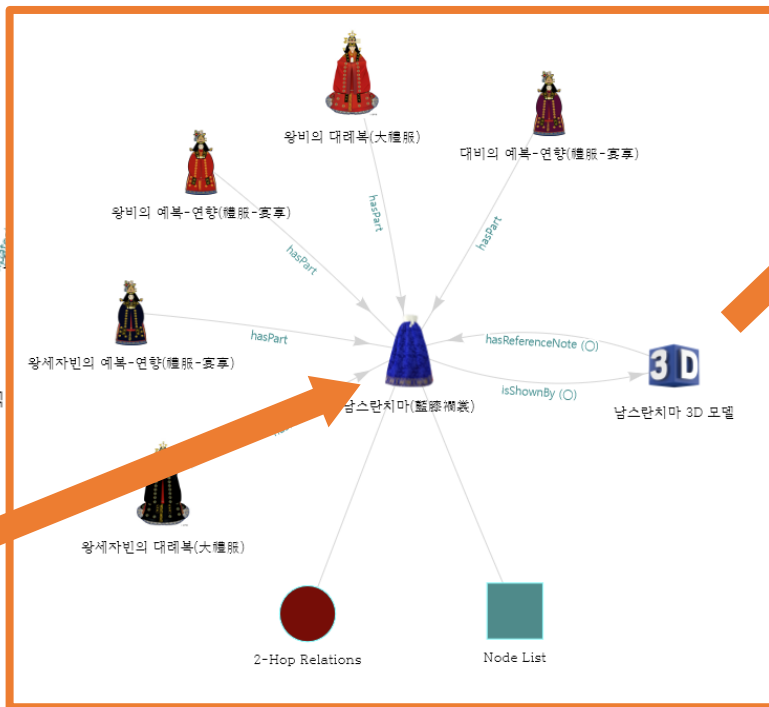 왕비의 대례복(大禮服)
대비의 예복-연향(禮服-宴享)
왕비의 예복-연향(禮服-宴享)
hasPart
hasPart
hasPart
hasPart
왕세자빈의 예복-연향(禮服-宴享)
hasReferenceNote (○)
3D
isShownBy (○)
남스란치마(藍膝襴裳)
남스란치마 3D 모델
왕세자빈의 대례복(大禮服)
2-Hop Relations
Node List